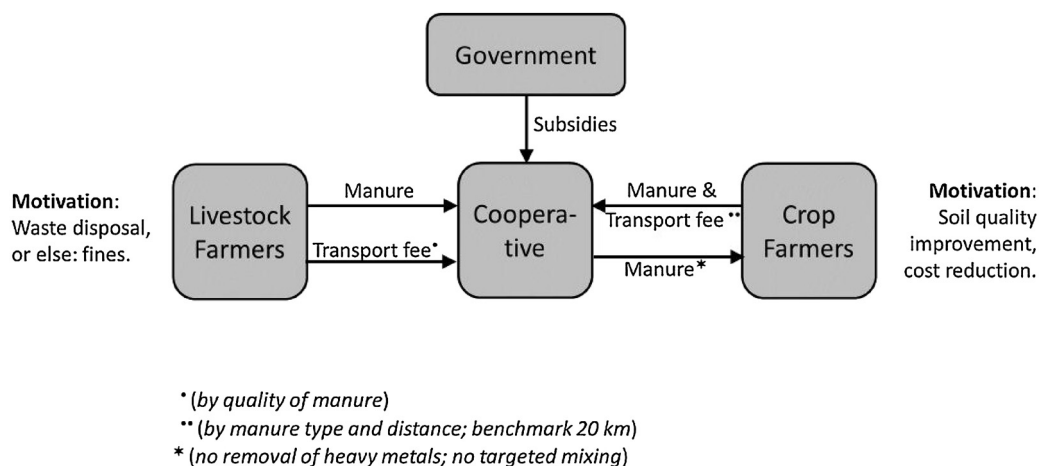 Government
Subsidies
Motivation:
Waste disposal,
or else: fines.
Livestock
Farmers
Manure
Transport fee•
Coopera-
tive
Manure &
Transport fee••
Manure*
Crop
Farmers
Motivation:
Soil quality
improvement,
cost reduction.
• (by quality of manure)
•• (by manure type and distance; benchmark 20 km)
* (no removal of heavy metals; no targeted mixing)